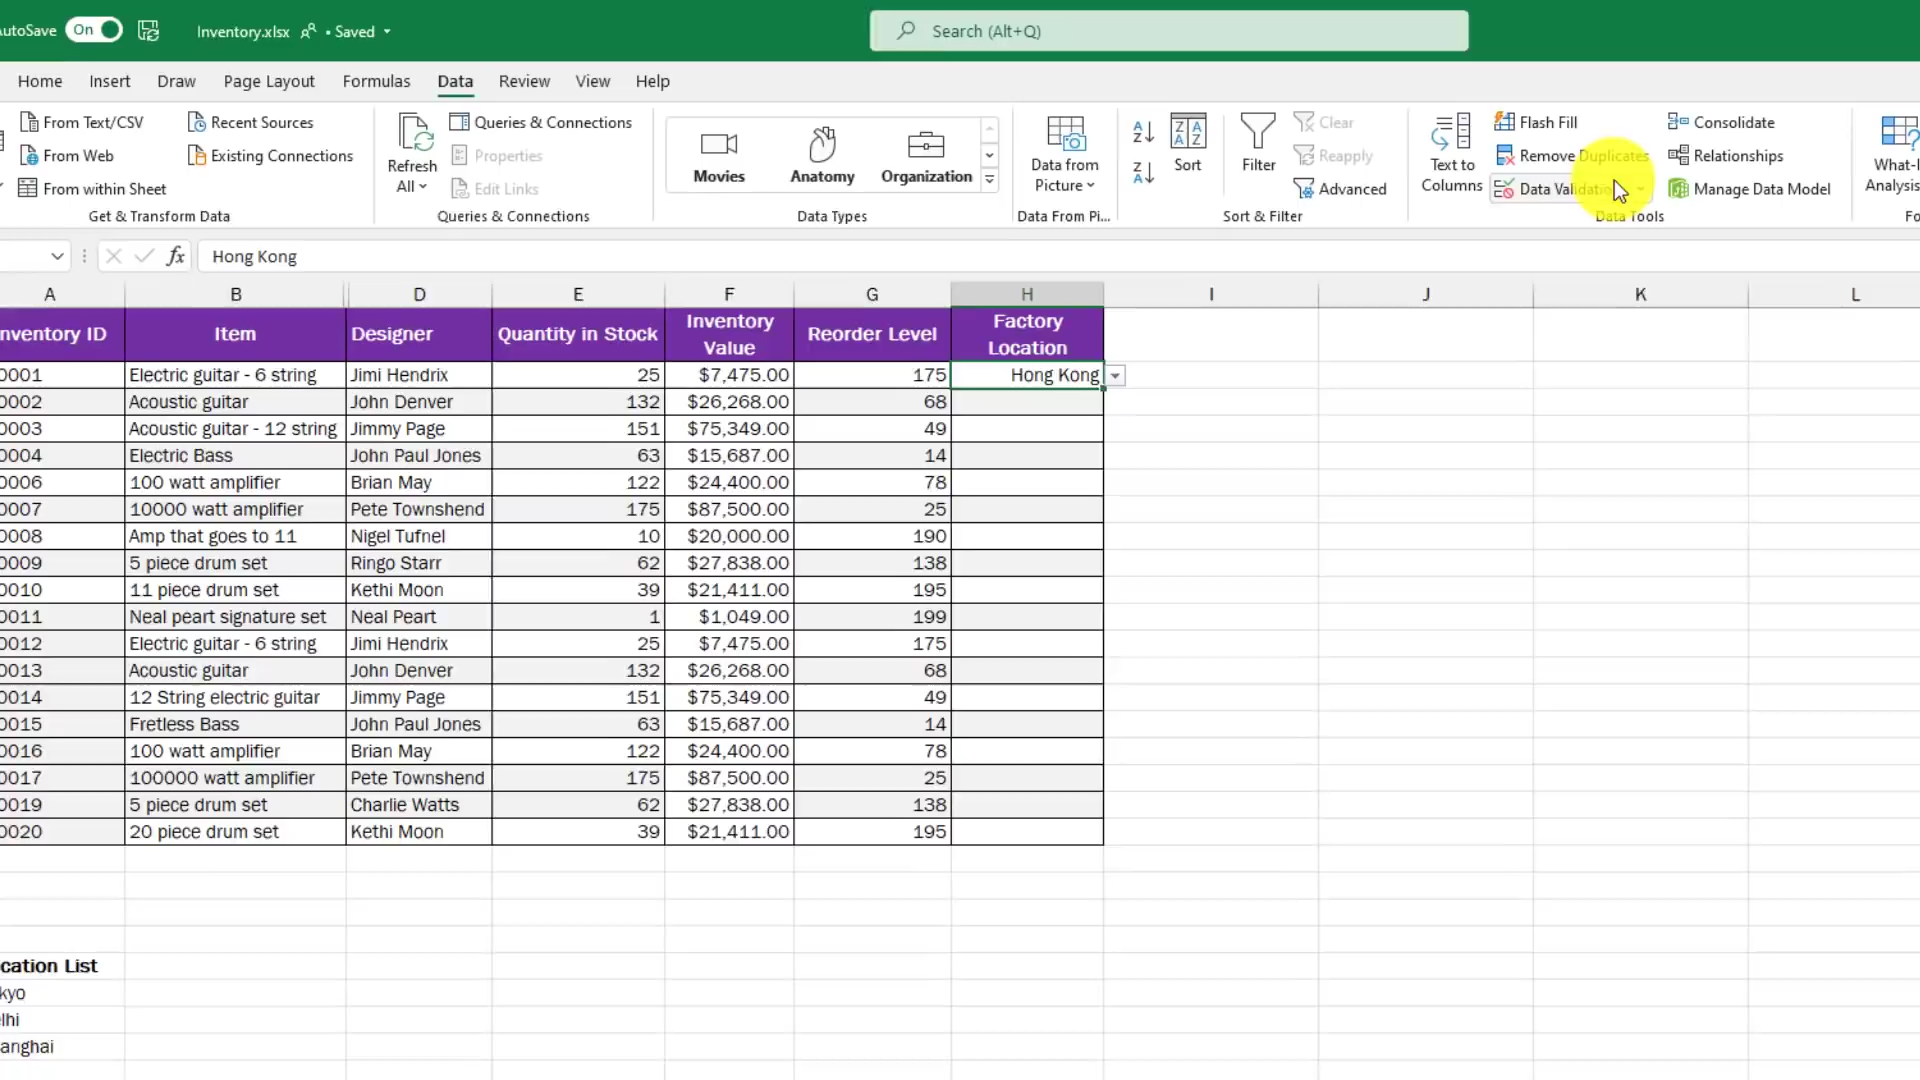 AutoSave On Inventory.xlsx • Saved Search (Alt+Q)
Home Insert Draw Page Layout Formulas Data Review View Help
From Text/CSV Recent Sources Queries & Connections Flash Fill Consolidate
From Web Existing Connections Properties Remove Duplicates Relationships
From within Sheet Edit Links Data Validation Manage Data Model
Refresh All Movies Anatomy Organization Data from Picture Sort Filter Clear Reapply Advanced Text to Columns What-I Analysis
Get & Transform Data Queries & Connections Data Types Data From Pi... Sort & Filter Data Tools Fo
fx Hong Kong
A B D E F G H I J K L
nventory ID Item Designer Quantity in Stock Inventory Value Reorder Level Factory Location
0001 Electric guitar - 6 string Jimi Hendrix 25 $7,475.00 175 Hong Kong
0002 Acoustic guitar John Denver 132 $26,268.00 68
0003 Acoustic guitar - 12 string Jimmy Page 151 $75,349.00 49
0004 Electric Bass John Paul Jones 63 $15,687.00 14
0006 100 watt amplifier Brian May 122 $24,400.00 78
0007 10000 watt amplifier Pete Townshend 175 $87,500.00 25
0008 Amp that goes to 11 Nigel Tufnel 10 $20,000.00 190
0009 5 piece drum set Ringo Starr 62 $27,838.00 138
0010 11 piece drum set Kethi Moon 39 $21,411.00 195
0011 Neal peart signature set Neal Peart 1 $1,049.00 199
0012 Electric guitar - 6 string Jimi Hendrix 25 $7,475.00 175
0013 Acoustic guitar John Denver 132 $26,268.00 68
0014 12 String electric guitar Jimmy Page 151 $75,349.00 49
0015 Fretless Bass John Paul Jones 63 $15,687.00 14
0016 100 watt amplifier Brian May 122 $24,400.00 78
0017 100000 watt amplifier Pete Townshend 175 $87,500.00 25
0019 5 piece drum set Charlie Watts 62 $27,838.00 138
0020 20 piece drum set Kethi Moon 39 $21,411.00 195
cation List
kyo
lhi
anghai